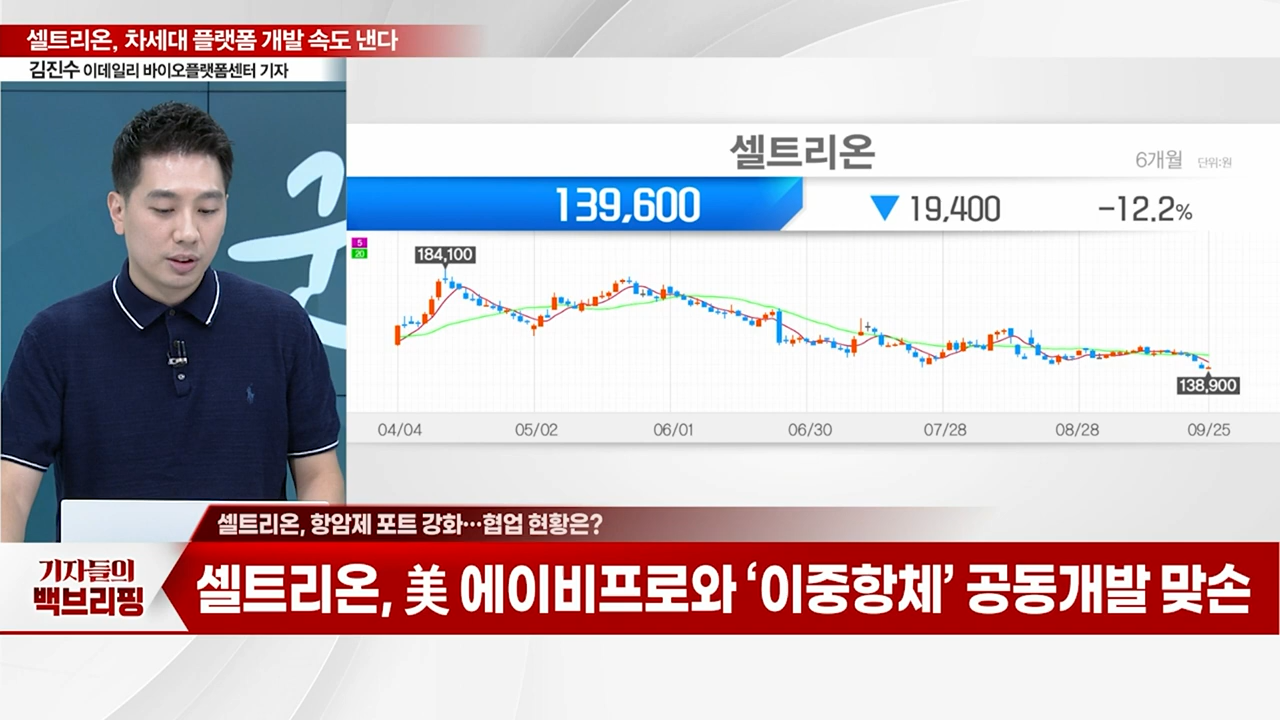 셀트리온, 차세대 플랫폼 개발 속도 낸다
김진수 이데일리 바이오플랫폼센터 기자
셀트리온
6개월 단위:원
139,600 ▼ 19,400 -12.2%
5
20
184,100
138,900
04/04 05/02 06/01 06/30 07/28 08/28 09/25
셀트리온, 항암제 포트 강화…협업 현황은?
기자들의
백브리핑
셀트리온, 美 에이비프로와 ‘이중항체’ 공동개발 맞손